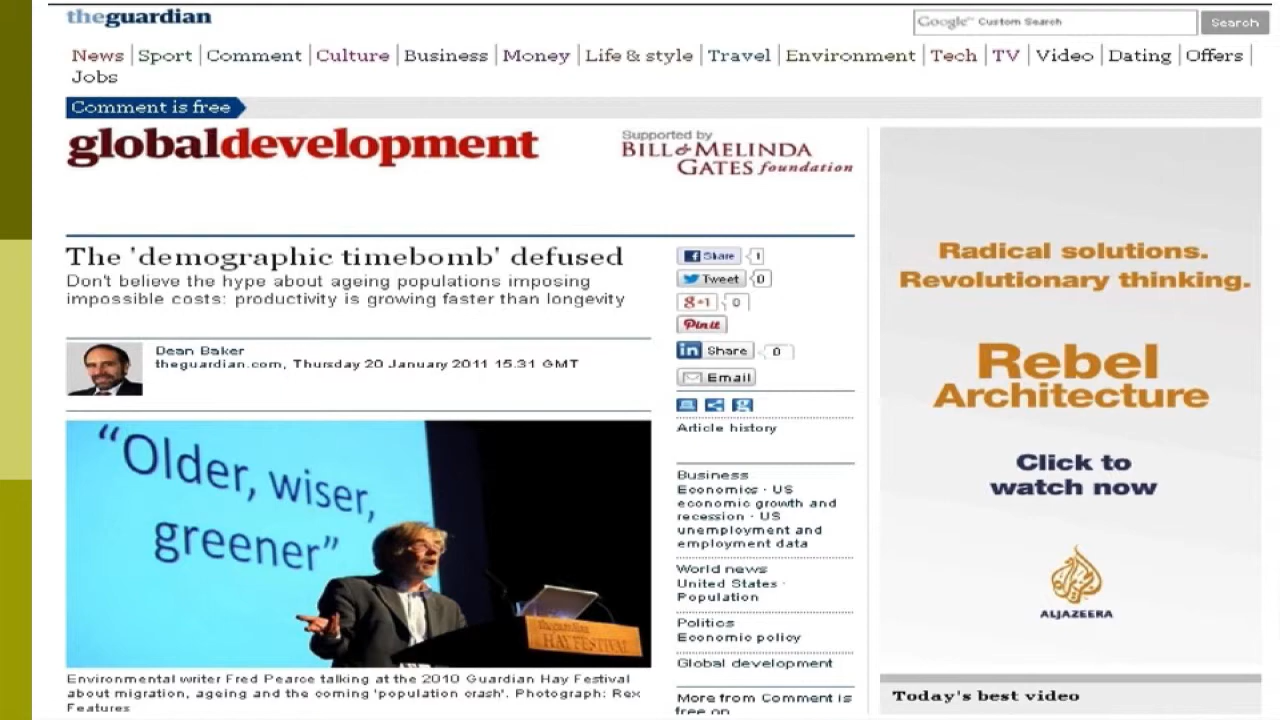 theguardian
Google™ Custom Search
Search
News | Sport | Comment | Culture | Business | Money | Life & style | Travel | Environment | Tech | TV | Video | Dating | Offers |
Jobs
Comment is free
globaldevelopment
Supported by
BILL & MELINDA
GATES foundation
The 'demographic timebomb' defused
Don't believe the hype about ageing populations imposing
impossible costs: productivity is growing faster than longevity
Dean Baker
theguardian.com, Thursday 20 January 2011 15.31 GMT
"Older, wiser,
greener"
theguardian
HAY FESTIVAL
Environmental writer Fred Pearce talking at the 2010 Guardian Hay Festival
about migration, ageing and the coming 'population crash'. Photograph: Rex
Features
Share 1
Tweet 0
g+1 0
Pin it
in Share 0
Email
Article history
Business
Economics · US
economic growth and
recession · US
unemployment and
employment data
World news
United States ·
Population
Politics
Economic policy
Global development
More from Comment is
free on
Radical solutions.
Revolutionary thinking.
Rebel
Architecture
Click to
watch now
ALJAZEERA
Today's best video